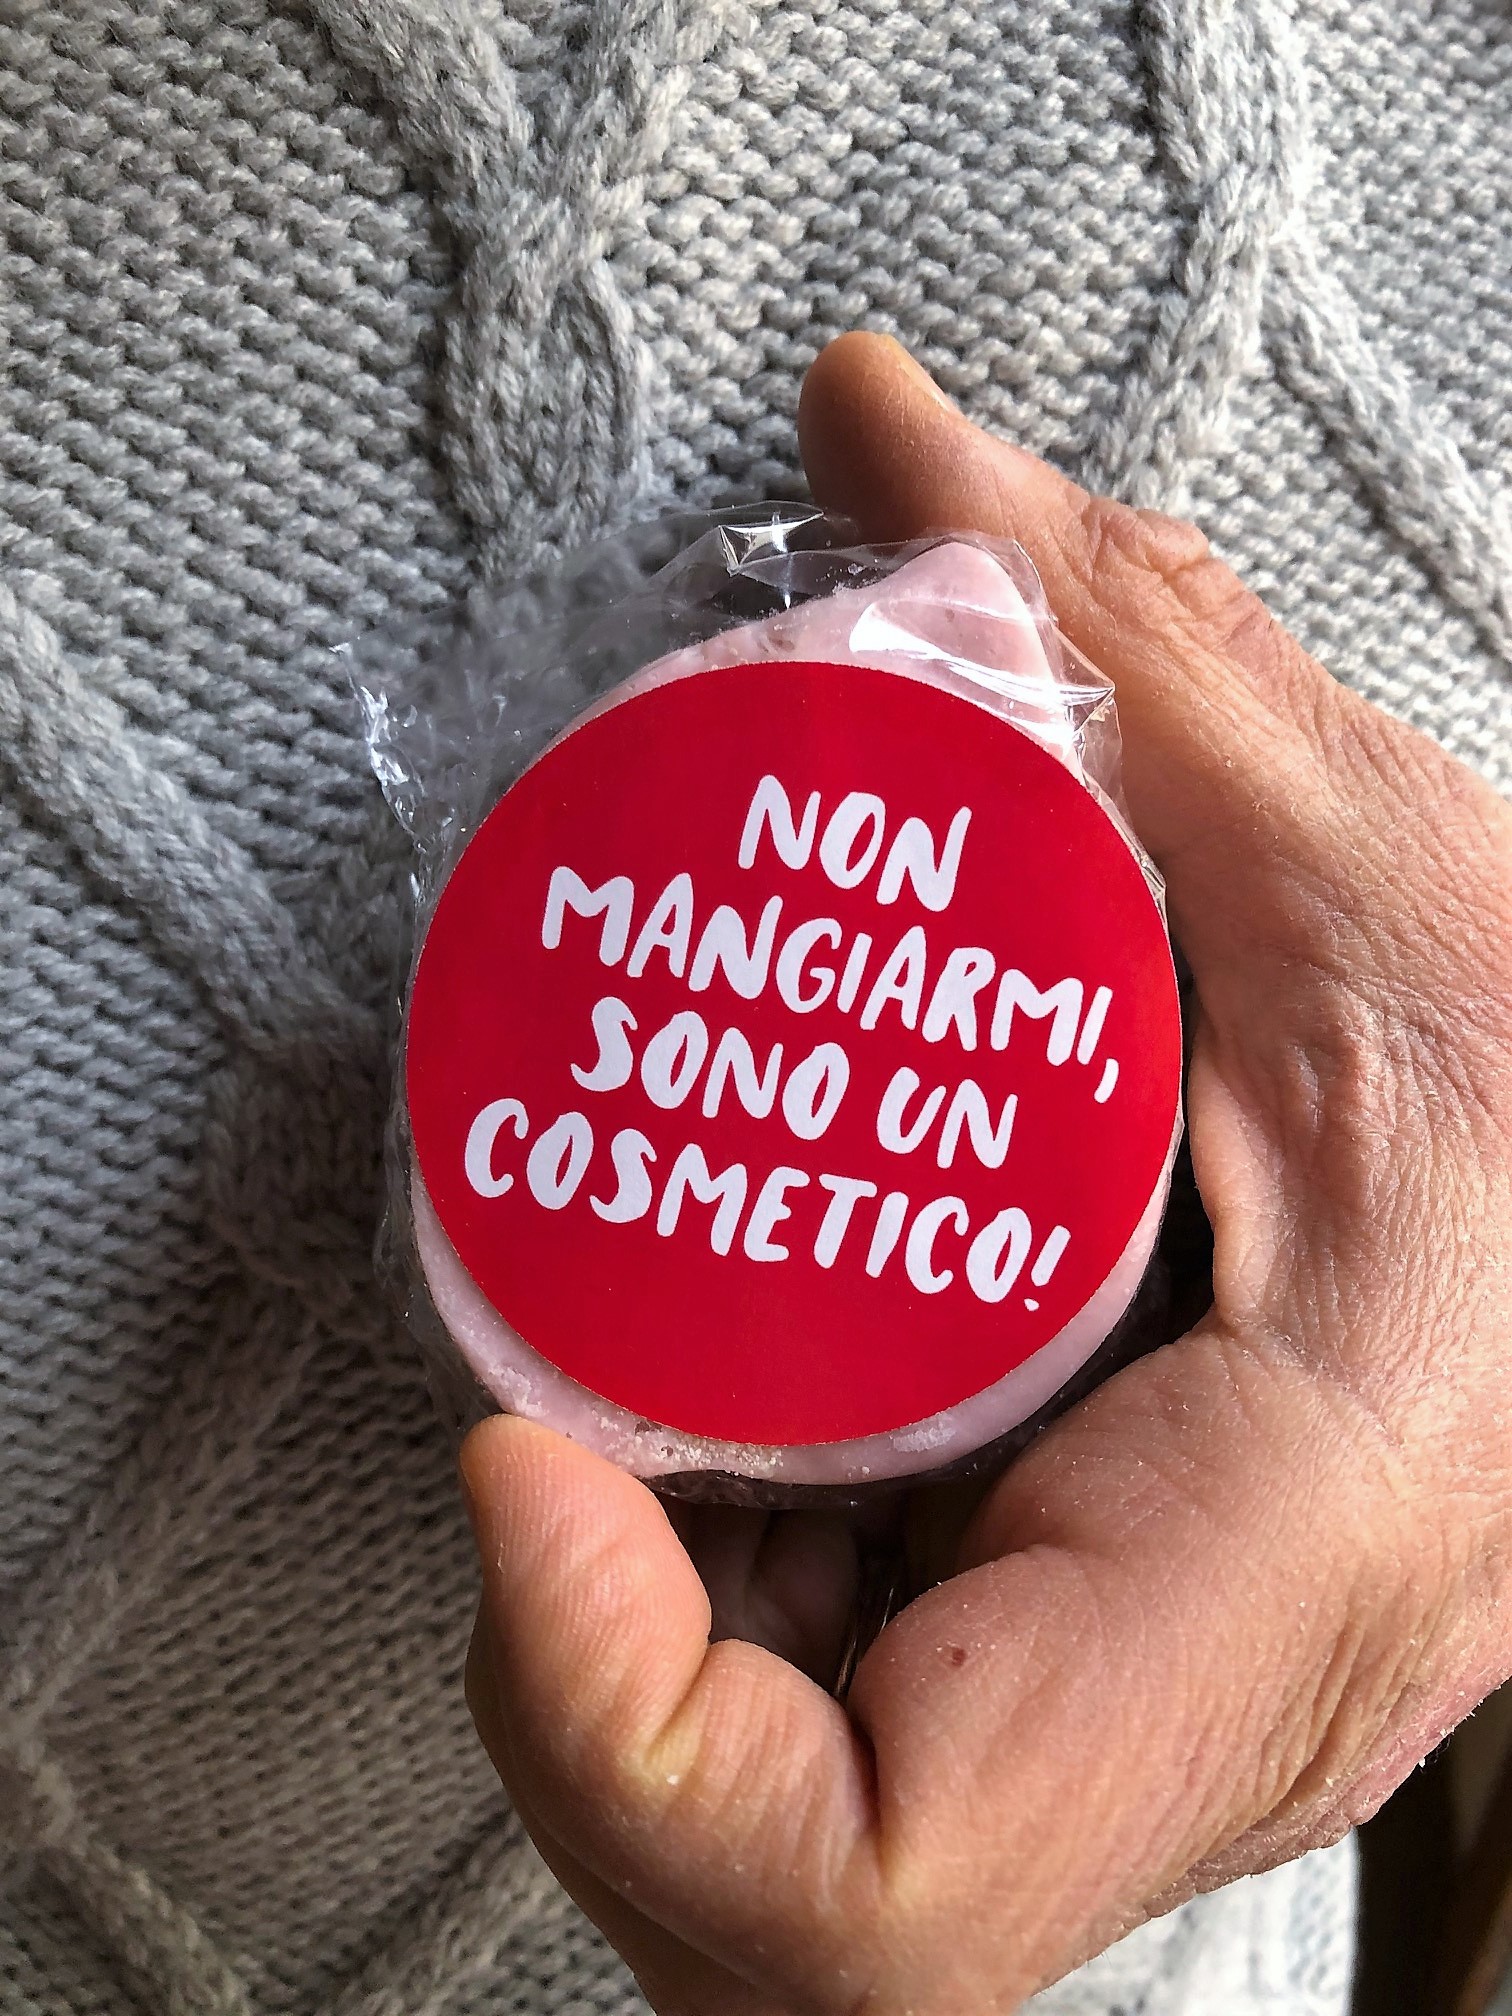 NON
MANGIARMI,
SONO UN
COSMETICO!